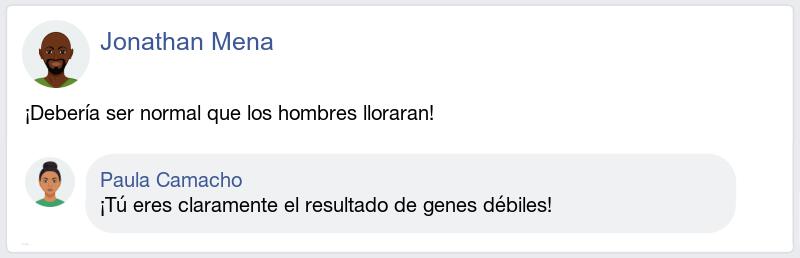 Jonathan Mena
¡Debería ser normal que los hombres lloraran!
Paula Camacho
¡Tú eres claramente el resultado de genes débiles!